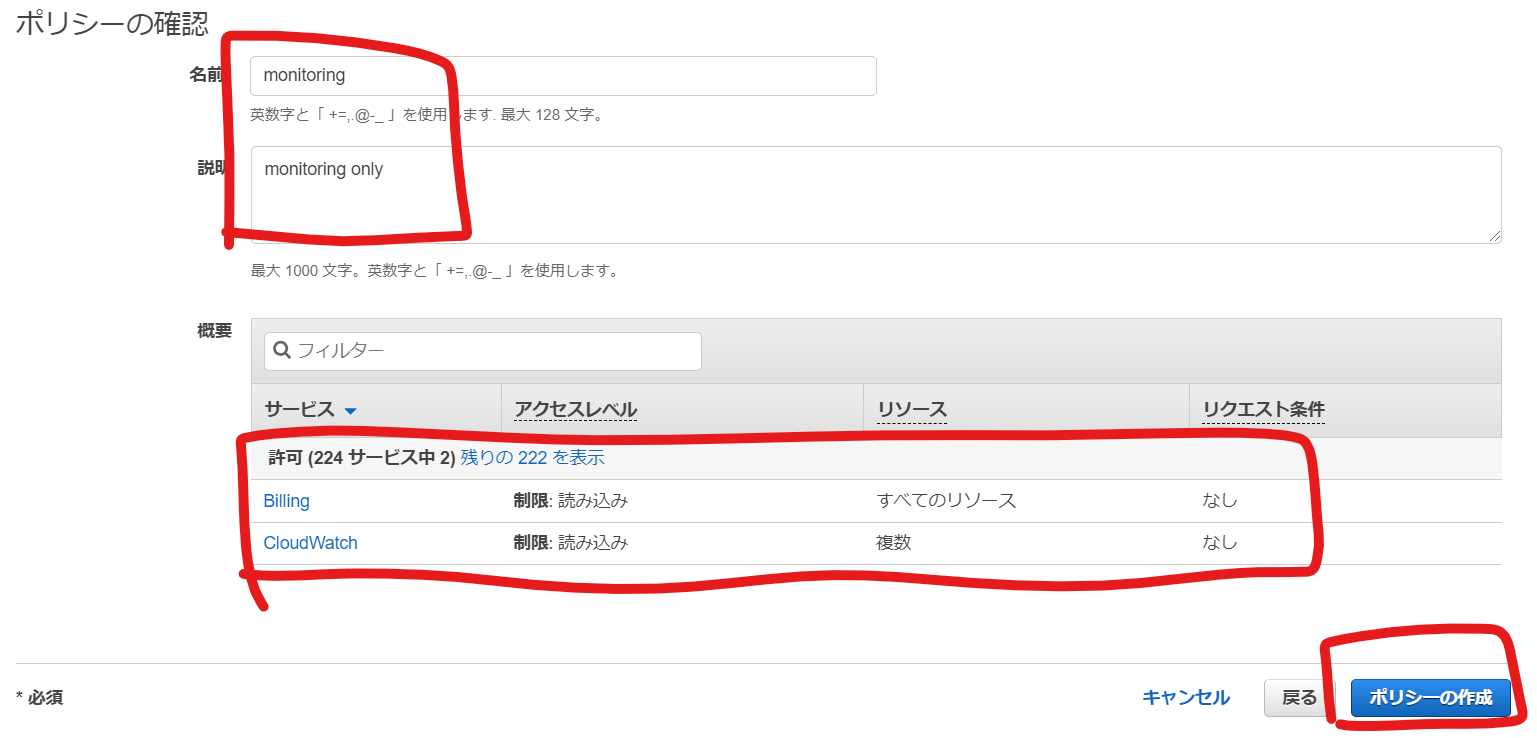 ポリシーの確認
名前 monitoring
英数字と「 +=,.@-_ 」を使用します. 最大 128 文字。
説明 monitoring only
最大 1000 文字。英数字と「 +=,.@-_ 」を使用します。
概要 フィルター
サービス アクセスレベル リソース リクエスト条件
許可 (224 サービス中 2) 残りの 222 を表示
Billing 制限: 読み込み すべてのリソース なし
CloudWatch 制限: 読み込み 複数 なし
* 必須 キャンセル 戻る ポリシーの作成